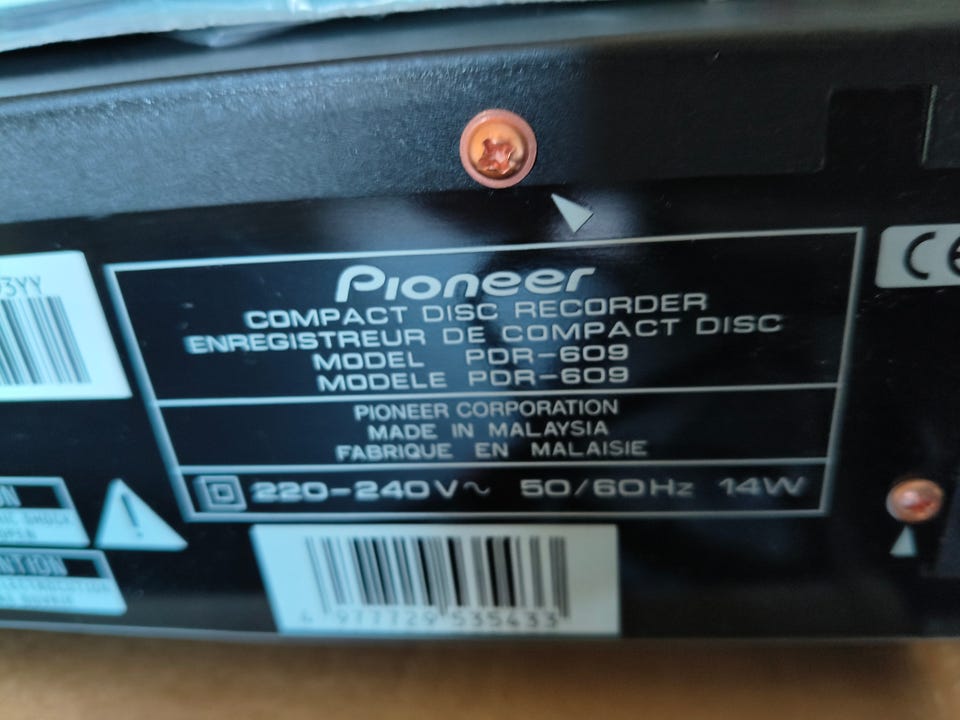 Pioneer
COMPACT DISC RECORDER
ENREGISTREUR DE COMPACT DISC
MODEL PDR-609
MODELE PDR-609
PIONEER CORPORATION
MADE IN MALAYSIA
FABRIQUE EN MALAISIE
220-240V~ 50/60Hz 14W
CE
4 977729 535433